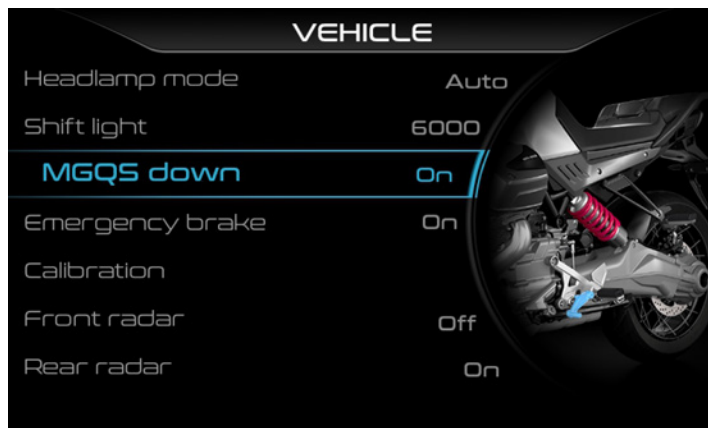 VEHICLE
Headlamp mode Auto
Shift light 6000
MGQS down On
Emergency brake On
Calibration
Front radar Off
Rear radar On